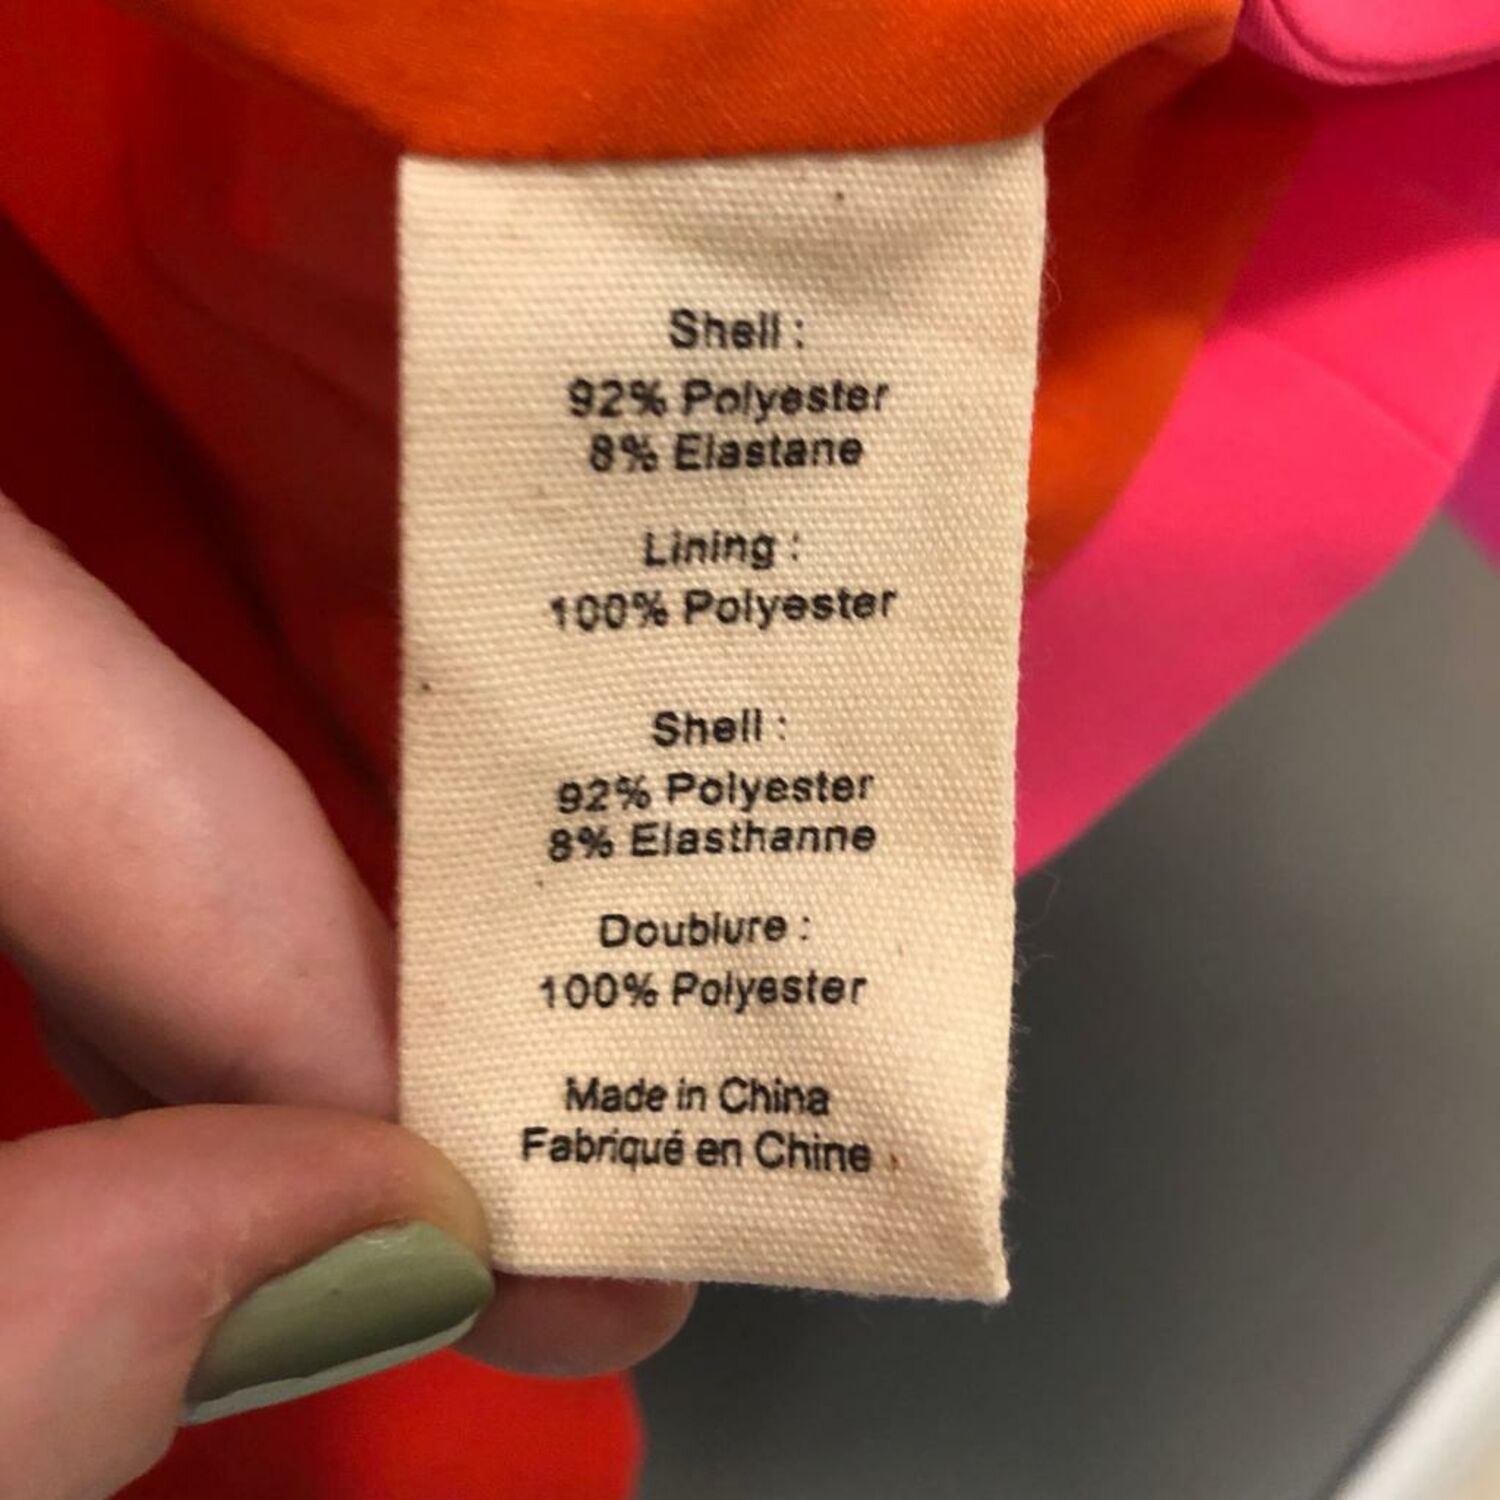 Shell :
92% Polyester
8% Elastane
Lining :
100% Polyester
Shell :
92% Polyester
8% Elasthanne
Doublure :
100% Polyester
Made in China
Fabriqué en Chine